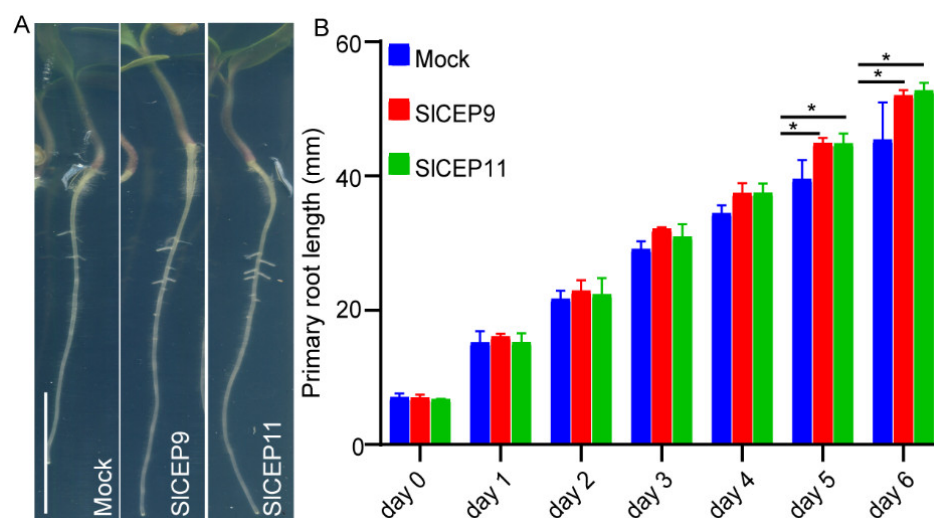 A
Mock
SlCEP9
SlCEP11
B
Primary root length (mm)
60
40
20
0
Mock
SlCEP9
SlCEP11
*
*
*
*
day 0
day 1
day 2
day 3
day 4
day 5
day 6